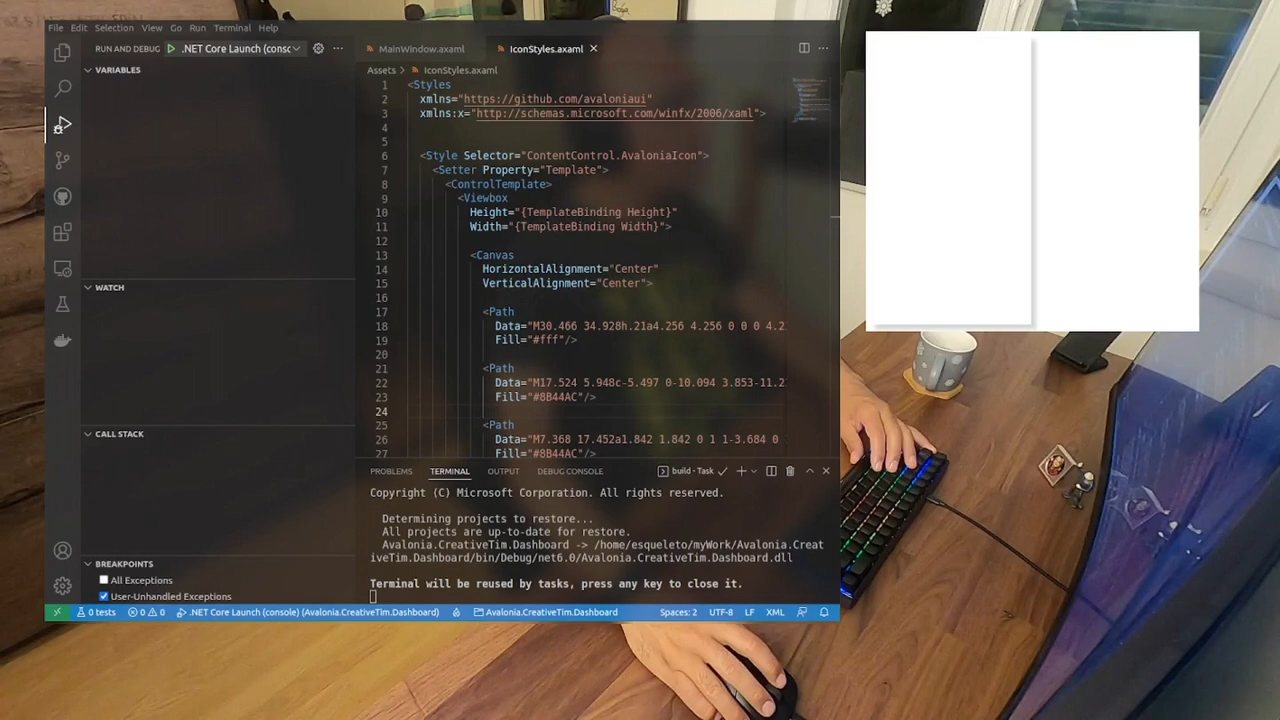 File Edit Selection View Go Run Terminal Help
RUN AND DEBUG .NET Core Launch (consc
MainWindow.axaml IconStyles.axaml
VARIABLES
WATCH
CALL STACK
BREAKPOINTS
All Exceptions
User-Unhandled Exceptions
Assets > IconStyles.axaml
1 <Styles
2 xmlns="https://github.com/avaloniaui"
3 xmlns:x="http://schemas.microsoft.com/winfx/2006/xaml">
4
5
6 <Style Selector="ContentControl.AvaloniaIcon">
7 <Setter Property="Template">
8 <ControlTemplate>
9 <Viewbox
10 Height="{TemplateBinding Height}"
11 Width="{TemplateBinding Width}">
12
13 <Canvas
14 HorizontalAlignment="Center"
15 VerticalAlignment="Center">
16
17 <Path
18 Data="M30.466 34.928h.21a4.256 4.256 0 0 0 4.2
19 Fill="#fff"/>
20
21 <Path
22 Data="M17.524 5.948c-5.497 0-10.094 3.853-11.2
23 Fill="#8B44AC"/>
24
25 <Path
26 Data="M7.368 17.452a1.842 1.842 0 1 1-3.684 0
27 Fill="#8B44AC"/>
PROBLEMS TERMINAL OUTPUT DEBUG CONSOLE build - Task
Copyright (C) Microsoft Corporation. All rights reserved.
Determining projects to restore...
All projects are up-to-date for restore.
Avalonia.CreativeTim.Dashboard -> /home/esqueleto/myWork/Avalonia.Creat
iveTim.Dashboard/bin/Debug/net6.0/Avalonia.CreativeTim.Dashboard.dll
Terminal will be reused by tasks, press any key to close it.
0 tests 0 0 .NET Core Launch (console) (Avalonia.CreativeTim.Dashboard) Avalonia.CreativeTim.Dashboard Spaces: 2 UTF-8 LF XML